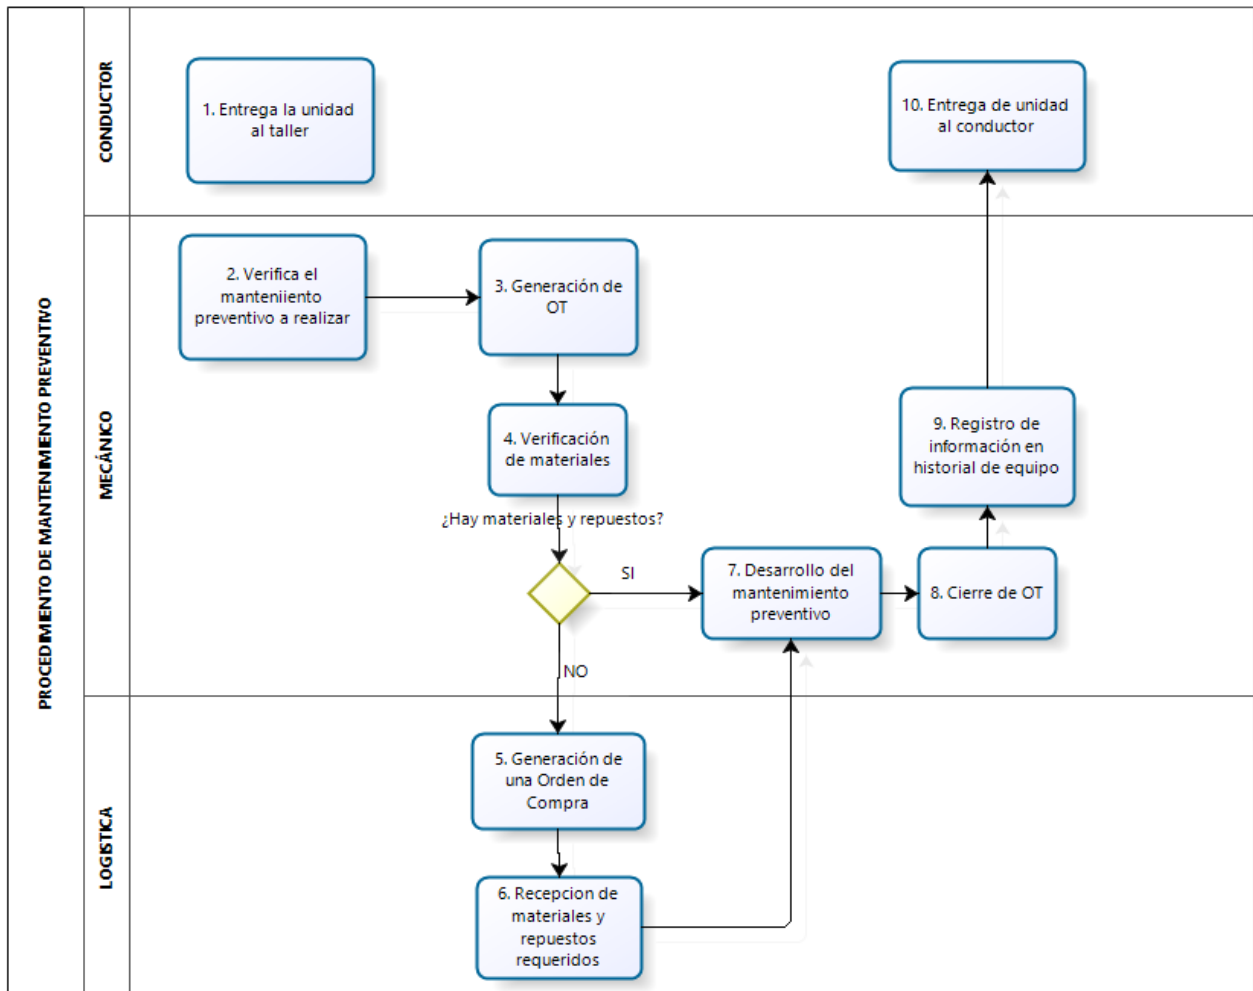 PROCEDIMIENTO DE MANTENIMIENTO PREVENTIVO
CONDUCTOR
1. Entrega la unidad
al taller
10. Entrega de unidad
al conductor
MECÁNICO
2. Verifica el
manteniiento
preventivo a realizar
3. Generación de
OT
4. Verificación
de materiales
¿Hay materiales y repuestos?
SI
NO
7. Desarrollo del
mantenimiento
preventivo
8. Cierre de OT
9. Registro de
información en
historial de equipo
LOGISTICA
5. Generación de
una Orden de
Compra
6. Recepcion de
materiales y
repuestos
requeridos